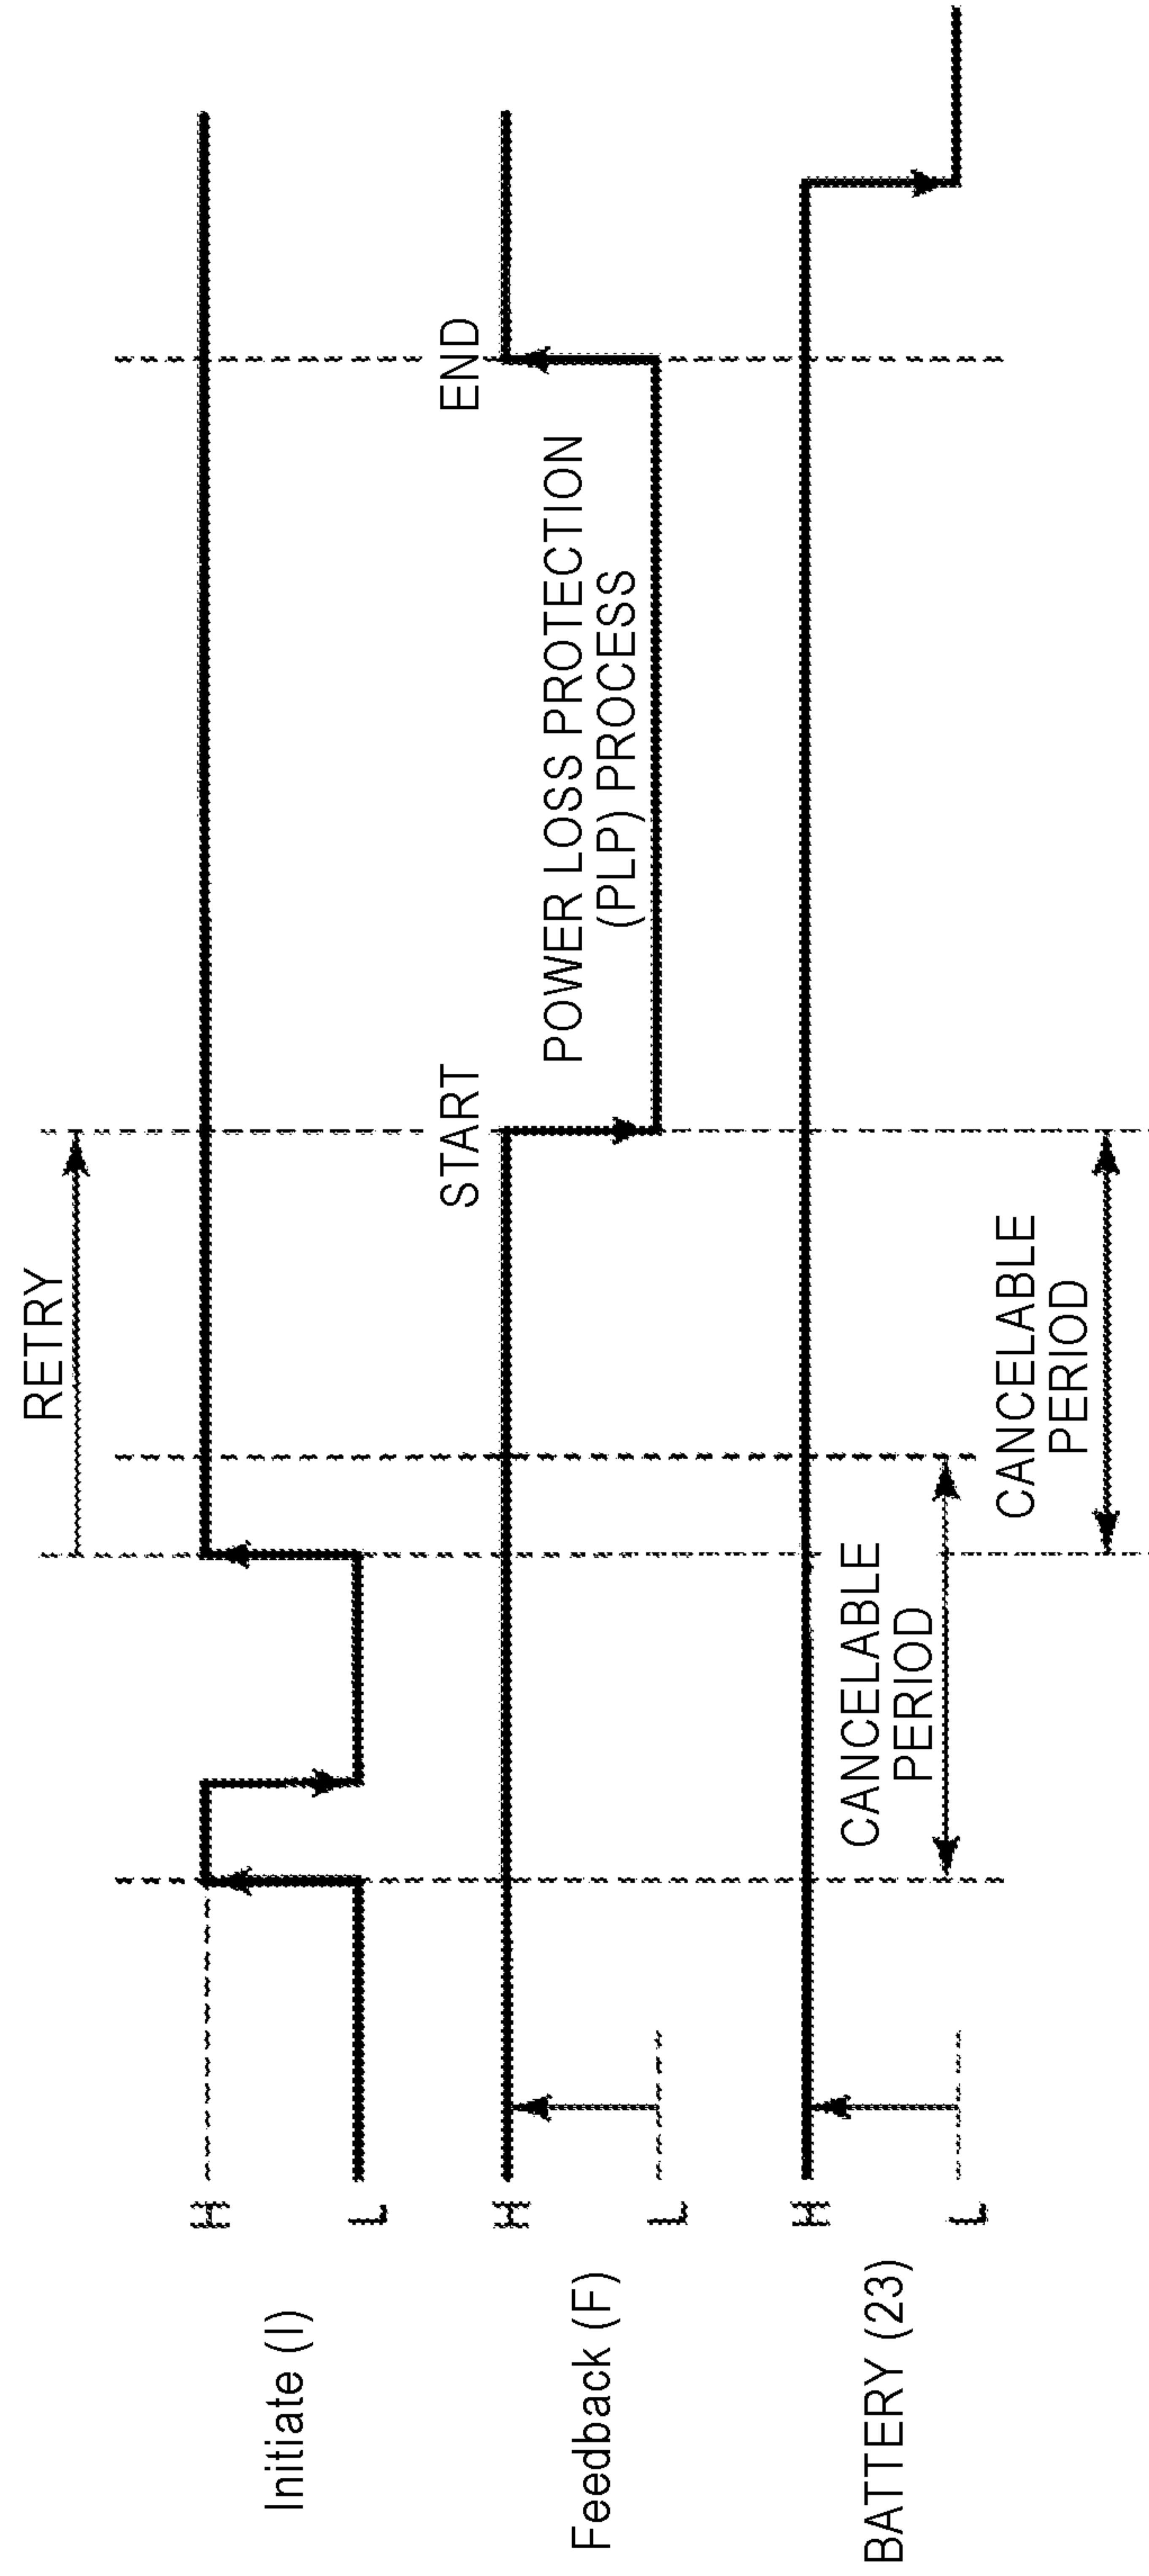 RETRY
Initiate (I)
H
L
START
END
Feedback (F)
H
L
POWER LOSS PROTECTION
(PLP) PROCESS
BATTERY (23)
H
L
CANCELABLE
PERIOD
CANCELABLE
PERIOD